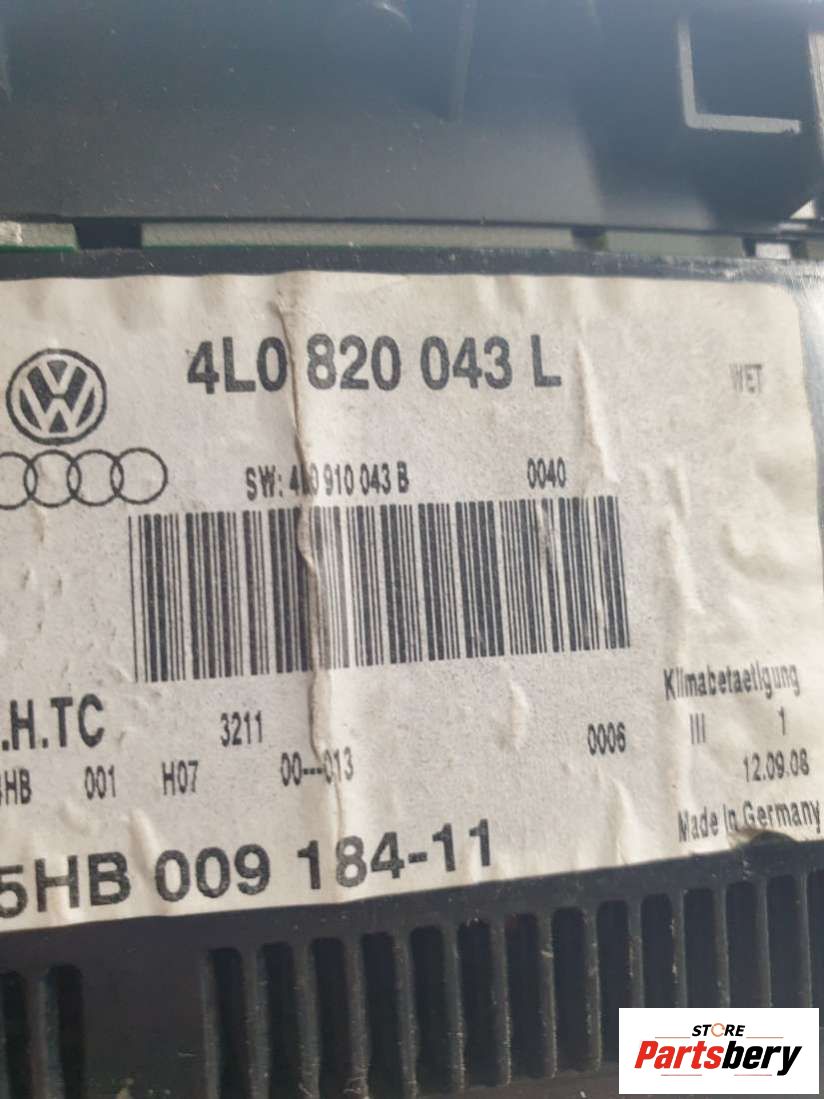 4L0 820 043 L
WET
SW: 4L0 910 043 B 0040
.H.TC 3211
Klimabetaetigung
0006 III 1
HB 001 H07 00---013
12.09.08
Made in Germany
5HB 009 184-11
STORE
Partsbery